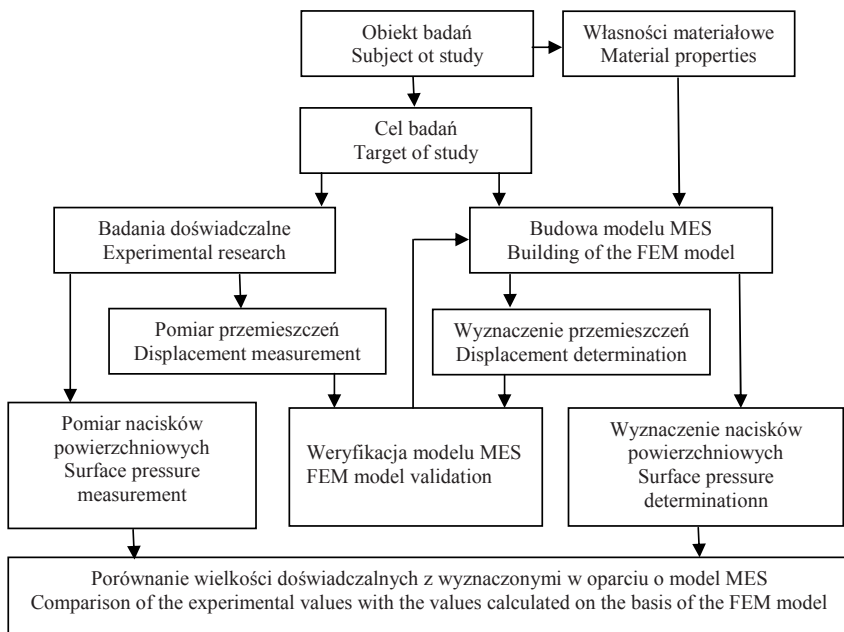 Obiekt badań
Subject ot study
Własności materiałowe
Material properties
Cel badań
Target of study
Badania doświadczalne
Experimental research
Budowa modelu MES
Building of the FEM model
Pomiar przemieszczeń
Displacement measurement
Wyznaczenie przemieszczeń
Displacement determination
Pomiar nacisków
powierzchniowych
Surface pressure
measurement
Weryfikacja modelu MES
FEM model validation
Wyznaczenie nacisków
powierzchniowych
Surface pressure
determinationn
Porównanie wielkości doświadczalnych z wyznaczonymi w oparciu o model MES
Comparison of the experimental values with the values calculated on the basis of the FEM model